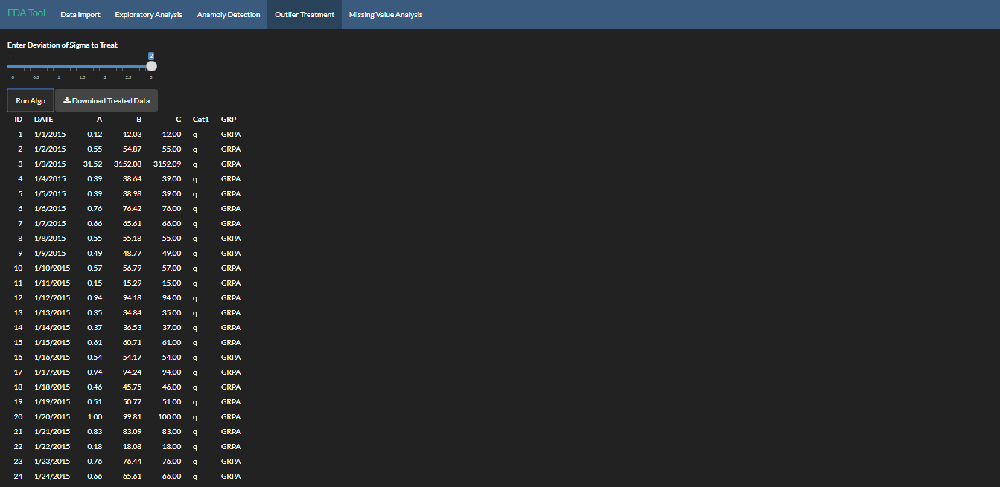 EDA Tool Data Import Exploratory Analysis Anamoly Detection Outlier Treatment Missing Value Analysis
Enter Deviation of Sigma to Treat
3
0 0.5 1 1.5 2 2.5 3
Run Algo Download Treated Data
ID DATE A B C Cat1 GRP
1 1/1/2015 0.12 12.03 12.00 q GRPA
2 1/2/2015 0.55 54.87 55.00 q GRPA
3 1/3/2015 31.52 3152.08 3152.09 q GRPA
4 1/4/2015 0.39 38.64 39.00 q GRPA
5 1/5/2015 0.39 38.98 39.00 q GRPA
6 1/6/2015 0.76 76.42 76.00 q GRPA
7 1/7/2015 0.66 65.61 66.00 q GRPA
8 1/8/2015 0.55 55.18 55.00 q GRPA
9 1/9/2015 0.49 48.77 49.00 q GRPA
10 1/10/2015 0.57 56.79 57.00 q GRPA
11 1/11/2015 0.15 15.29 15.00 q GRPA
12 1/12/2015 0.94 94.18 94.00 q GRPA
13 1/13/2015 0.35 34.84 35.00 q GRPA
14 1/14/2015 0.37 36.53 37.00 q GRPA
15 1/15/2015 0.61 60.71 61.00 q GRPA
16 1/16/2015 0.54 54.17 54.00 q GRPA
17 1/17/2015 0.94 94.24 94.00 q GRPA
18 1/18/2015 0.46 45.75 46.00 q GRPA
19 1/19/2015 0.51 50.77 51.00 q GRPA
20 1/20/2015 1.00 99.81 100.00 q GRPA
21 1/21/2015 0.83 83.09 83.00 q GRPA
22 1/22/2015 0.18 18.08 18.00 q GRPA
23 1/23/2015 0.76 76.44 76.00 q GRPA
24 1/24/2015 0.66 65.61 66.00 q GRPA